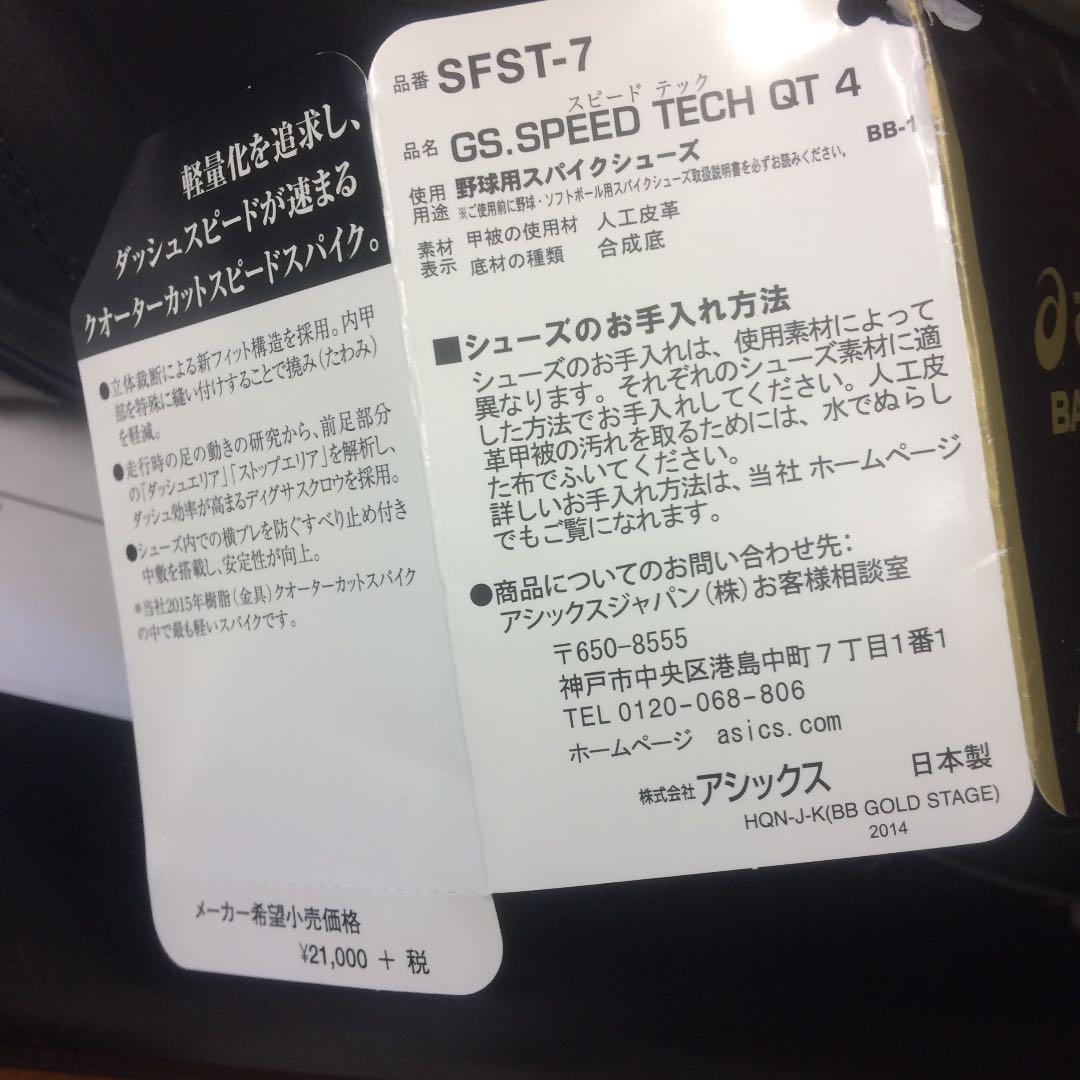 軽量化を追求し、
ダッシュスピードが速まる
クオーターカットスピードスパイク。
●立体裁断による新フィット構造を採用。内甲
部を特殊に縫い付けすることで撓み(たわみ)
を軽減。
●走行時の足の動きの研究から、前足部分
の「ダッシュエリア」「ストップエリア」を解析し、
ダッシュ効率が高まるディグサスクロウを採用。
●シューズ内での横ブレを防ぐすべり止め付き
中敷を搭載し、安定性が向上。
*当社2015年樹脂(金具)クオーターカットスパイク
の中で最も軽いスパイクです。
メーカー希望小売価格
¥21,000 + 税
品番 SFST-7
スピード テック
品名 GS.SPEED TECH QT 4
BB-1
使用用途 野球用スパイクシューズ
※ご使用前に野球・ソフトボール用スパイクシューズ取扱説明書を必ずお読みください。
素材 甲被の使用材 人工皮革
表示 底材の種類 合成底
■シューズのお手入れ方法
シューズのお手入れは、使用素材によって
異なります。それぞれのシューズ素材に適
した方法でお手入れしてください。人工皮
革甲被の汚れを取るためには、水でぬらし
た布でふいてください。
詳しいお手入れ方法は、当社 ホームページ
でもご覧になれます。
●商品についてのお問い合わせ先:
アシックスジャパン(株)お客様相談室
〒650-8555
神戸市中央区港島中町7丁目1番1
TEL 0120-068-806
ホームページ asics.com
株式会社アシックス 日本製
HQN-J-K(BB GOLD STAGE)
2014
BA